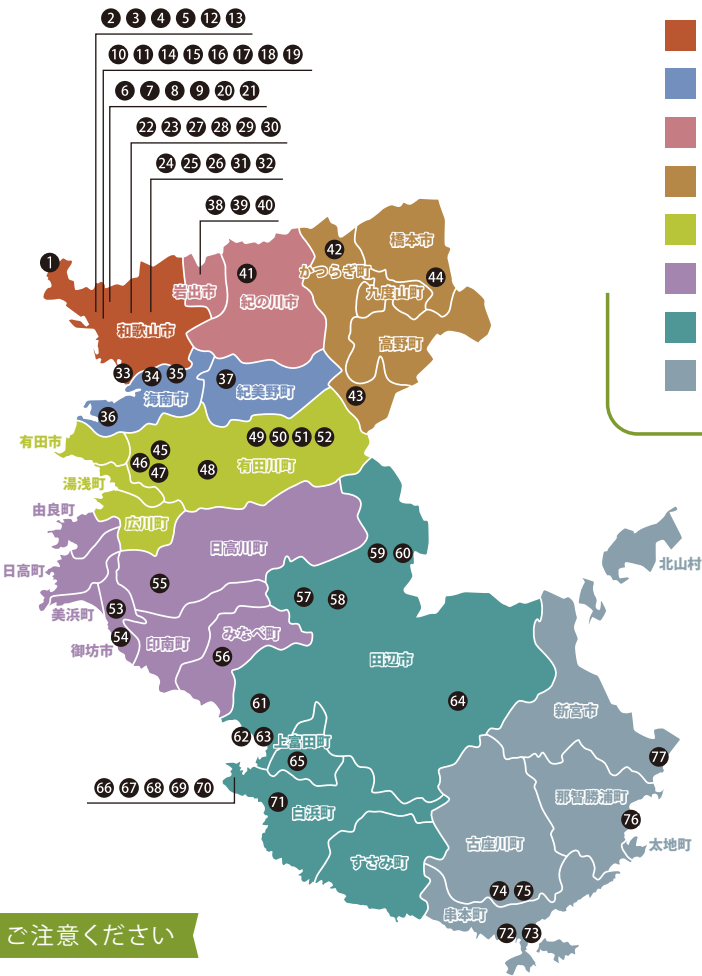 2 3 4 5 12 13
10 11 14 15 16 17 18 19
6 7 8 9 20 21
22 23 27 28 29 30
24 25 26 31 32
38 39 40
1
42
橋本市
41
かつらぎ町
44
岩出市
九度山町
紀の川市
和歌山市
高野町
33 34 35
37
海南市
紀美野町
43
36
有田市
49 50 51 52
45
46
47
48
有田川町
湯浅町
由良町
広川町
日高川町
59 60
北山村
日高町
55
57 58
美浜町
53
54
御坊市
印南町
みなべ町
56
田辺市
61
64
新宮市
62 63
上富田町
65
77
66 67 68 69 70
71
白浜町
那智勝浦町
76
太地町
古座川町
すさみ町
74 75
串本町
72 73
ご注意ください